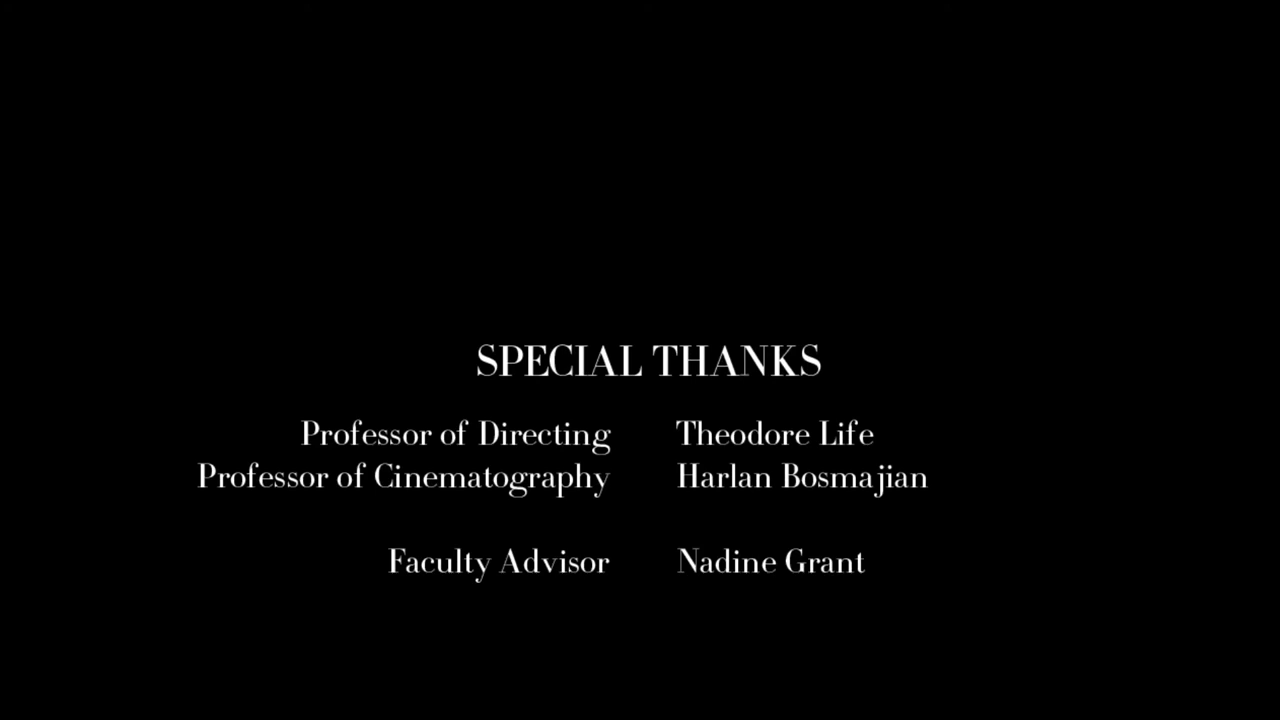 SPECIAL THANKS
Professor of Directing Theodore Life
Professor of Cinematography Harlan Bosmajian
Faculty Advisor Nadine Grant